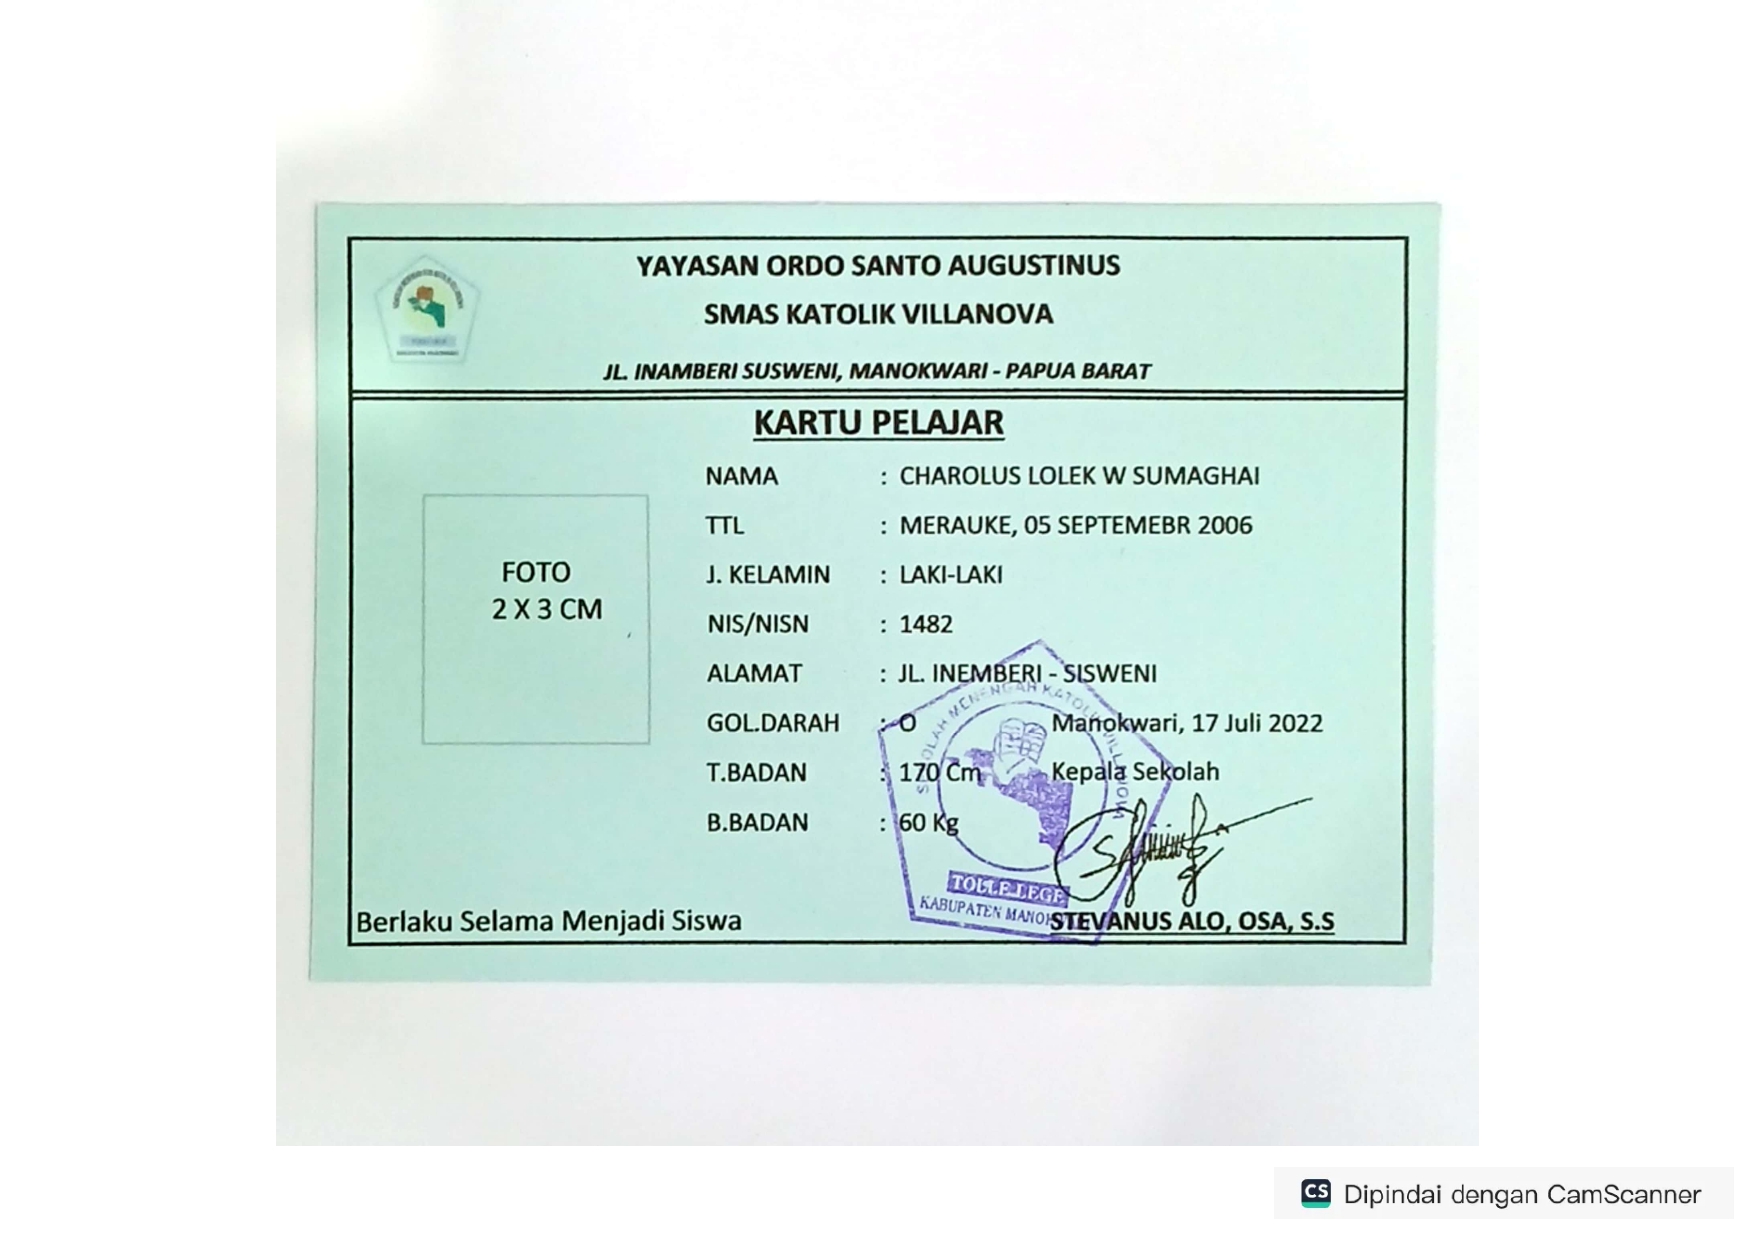 YAYASAN ORDO SANTO AUGUSTINUS
SMAS KATOLIK VILLANOVA
JL. INAMBERI SUSWENI, MANOKWARI - PAPUA BARAT
KARTU PELAJAR
FOTO
2 X 3 CM
NAMA : CHAROLUS LOLEK W SUMAGHAI
TTL : MERAUKE, 05 SEPTEMEBR 2006
J. KELAMIN : LAKI-LAKI
NIS/NISN : 1482
ALAMAT : JL. INEMBERI - SISWENI
GOL.DARAH : O
T.BADAN : 170 Cm
B.BADAN : 60 Kg
Manokwari, 17 Juli 2022
Kepala Sekolah
SEKOLAH MENENGAH KATOLIK VILLANOVA
TOLLE LEGE
KABUPATEN
STEVANUS ALO, OSA, S.S
Berlaku Selama Menjadi Siswa
CS Dipindai dengan CamScanner